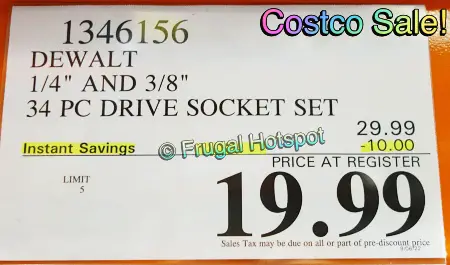 Costco Sale!
1346156
DEWALT
1/4" AND 3/8"
34 PC DRIVE SOCKET SET
29.99
Instant Savings -10.00
© Frugal Hotspot
PRICE AT REGISTER
LIMIT
5
19.99
Sales Tax may be due on all or part of pre-discount price